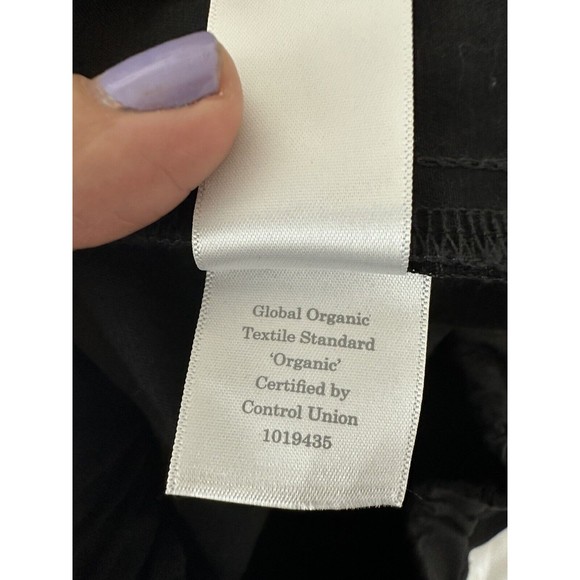 Global Organic
Textile Standard
‘Organic’
Certified by
Control Union
1019435